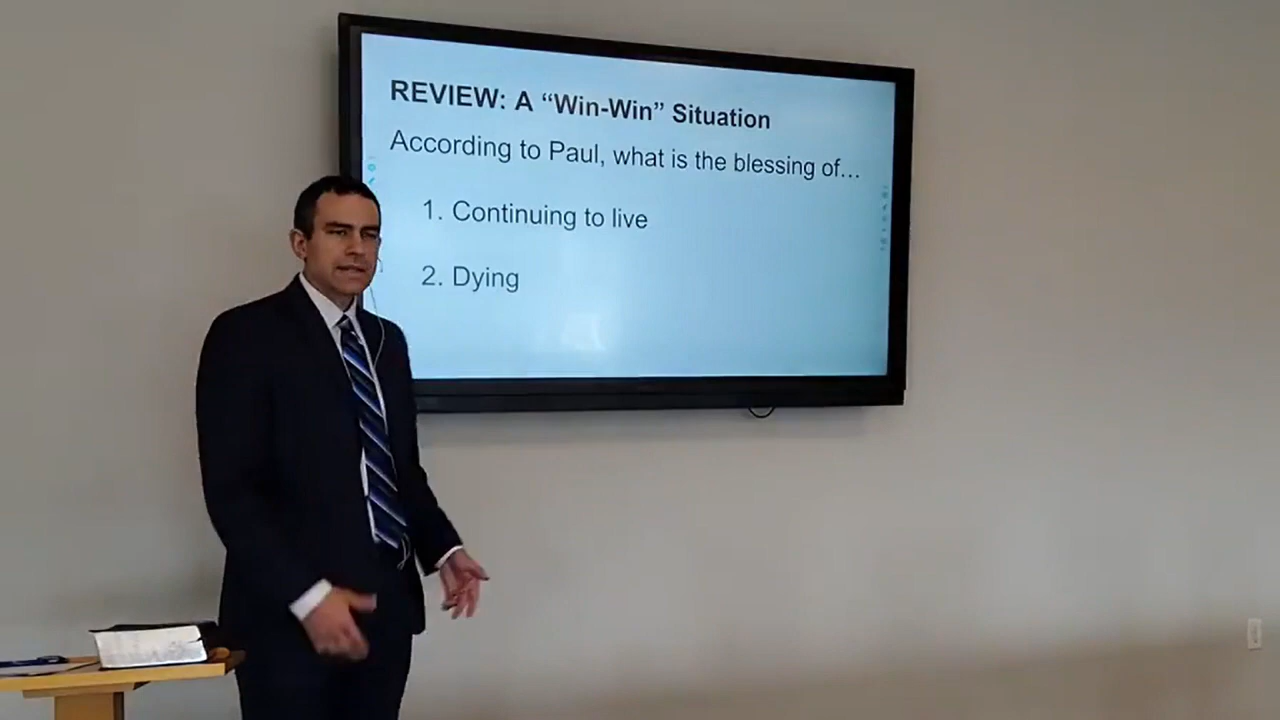 REVIEW: A “Win-Win” Situation
According to Paul, what is the blessing of…
1. Continuing to live
2. Dying